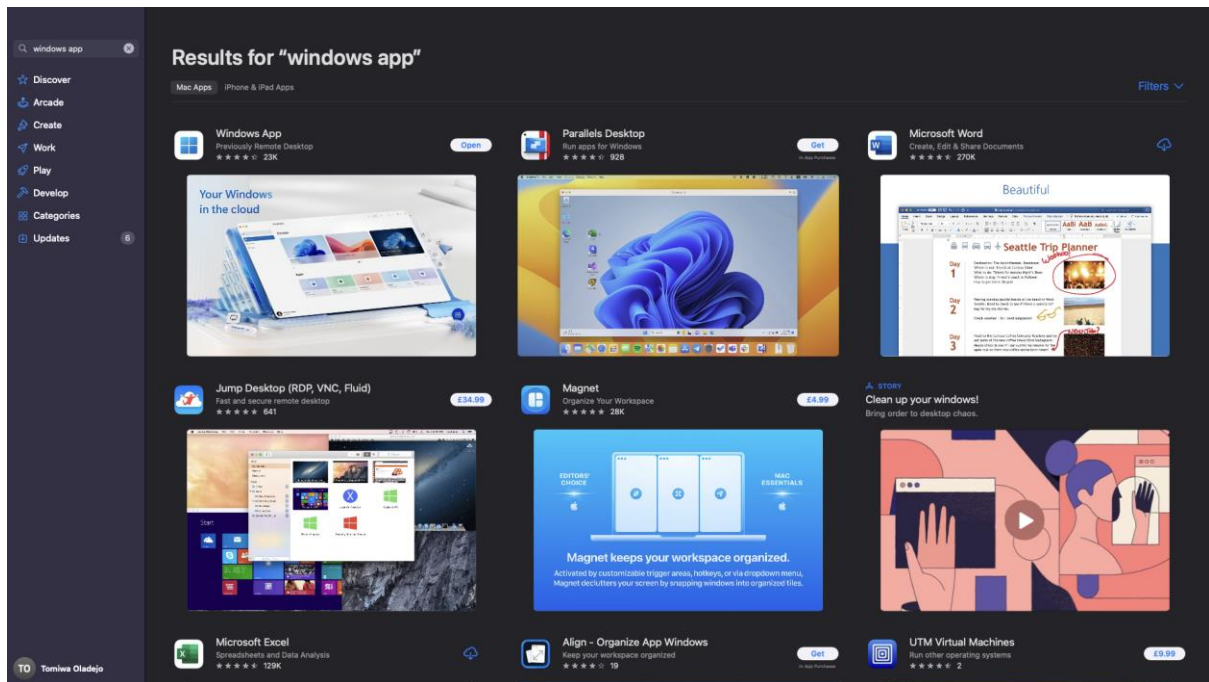 windows app
Discover
Arcade
Create
Work
Play
Develop
Categories
Updates
6
TO
Tomiwa Oladejo
Results for “windows app”
Mac Apps
iPhone & iPad Apps
Filters
Windows App
Previously Remote Desktop
23K
Open
Your Windows
in the cloud
Parallels Desktop
Run apps for Windows
928
Get
In-App Purchases
Microsoft Word
Create, Edit & Share Documents
270K
Beautiful
Seattle Trip Planner
Day
1
Day
2
Day
3
Jump Desktop (RDP, VNC, Fluid)
Fast and secure remote desktop
641
£34.99
Start
Magnet
Organize Your Workspace
28K
£4.99
EDITORS'
CHOICE
MAC
ESSENTIALS
Magnet keeps your workspace organized.
Activated by customizable trigger areas, hotkeys, or via dropdown menu,
Magnet declutters your screen by snapping windows into organized tiles.
STORY
Clean up your windows!
Bring order to desktop chaos.
Microsoft Excel
Spreadsheets and Data Analysis
129K
Align - Organize App Windows
Keep your workspace organized
19
Get
In-App Purchases
UTM Virtual Machines
Run other operating systems
2
£9.99